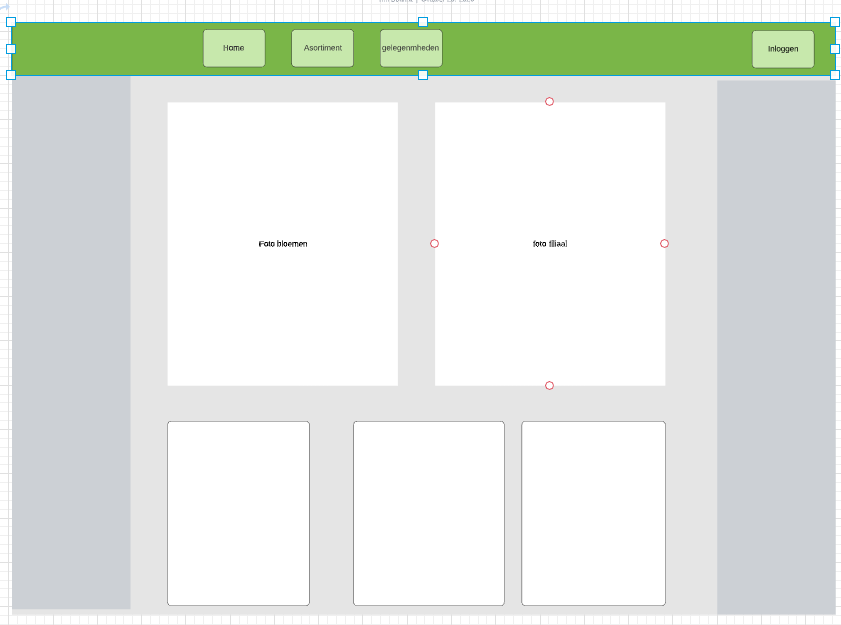 Home
Asortiment
gelegenmheden
Inloggen
Foto bloemen
foto filiaal